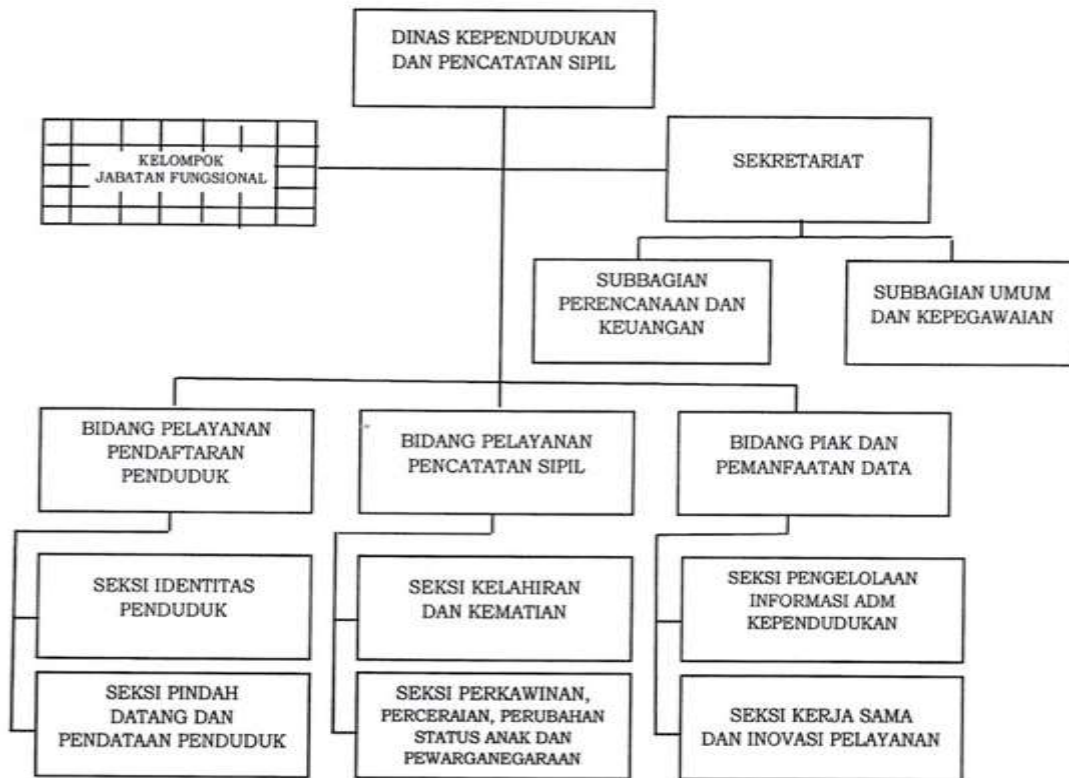 DINAS KEPENDUDUKAN
DAN PENCATATAN SIPIL
KELOMPOK
JABATAN FUNGSIONAL
SEKRETARIAT
SUBBAGIAN
PERENCANAAN DAN
KEUANGAN
SUBBAGIAN UMUM
DAN KEPEGAWAIAN
BIDANG PELAYANAN
PENDAFTARAN
PENDUDUK
BIDANG PELAYANAN
PENCATATAN SIPIL
BIDANG PIAK DAN
PEMANFAATAN DATA
SEKSI IDENTITAS
PENDUDUK
SEKSI KELAHIRAN
DAN KEMATIAN
SEKSI PENGELOLAAN
INFORMASI ADM
KEPENDUDUKAN
SEKSI PINDAH
DATANG DAN
PENDATAAN PENDUDUK
SEKSI PERKAWINAN,
PERCERAIAN, PERUBAHAN
STATUS ANAK DAN
PEWARGANEGARAAN
SEKSI KERJA SAMA
DAN INOVASI PELAYANAN